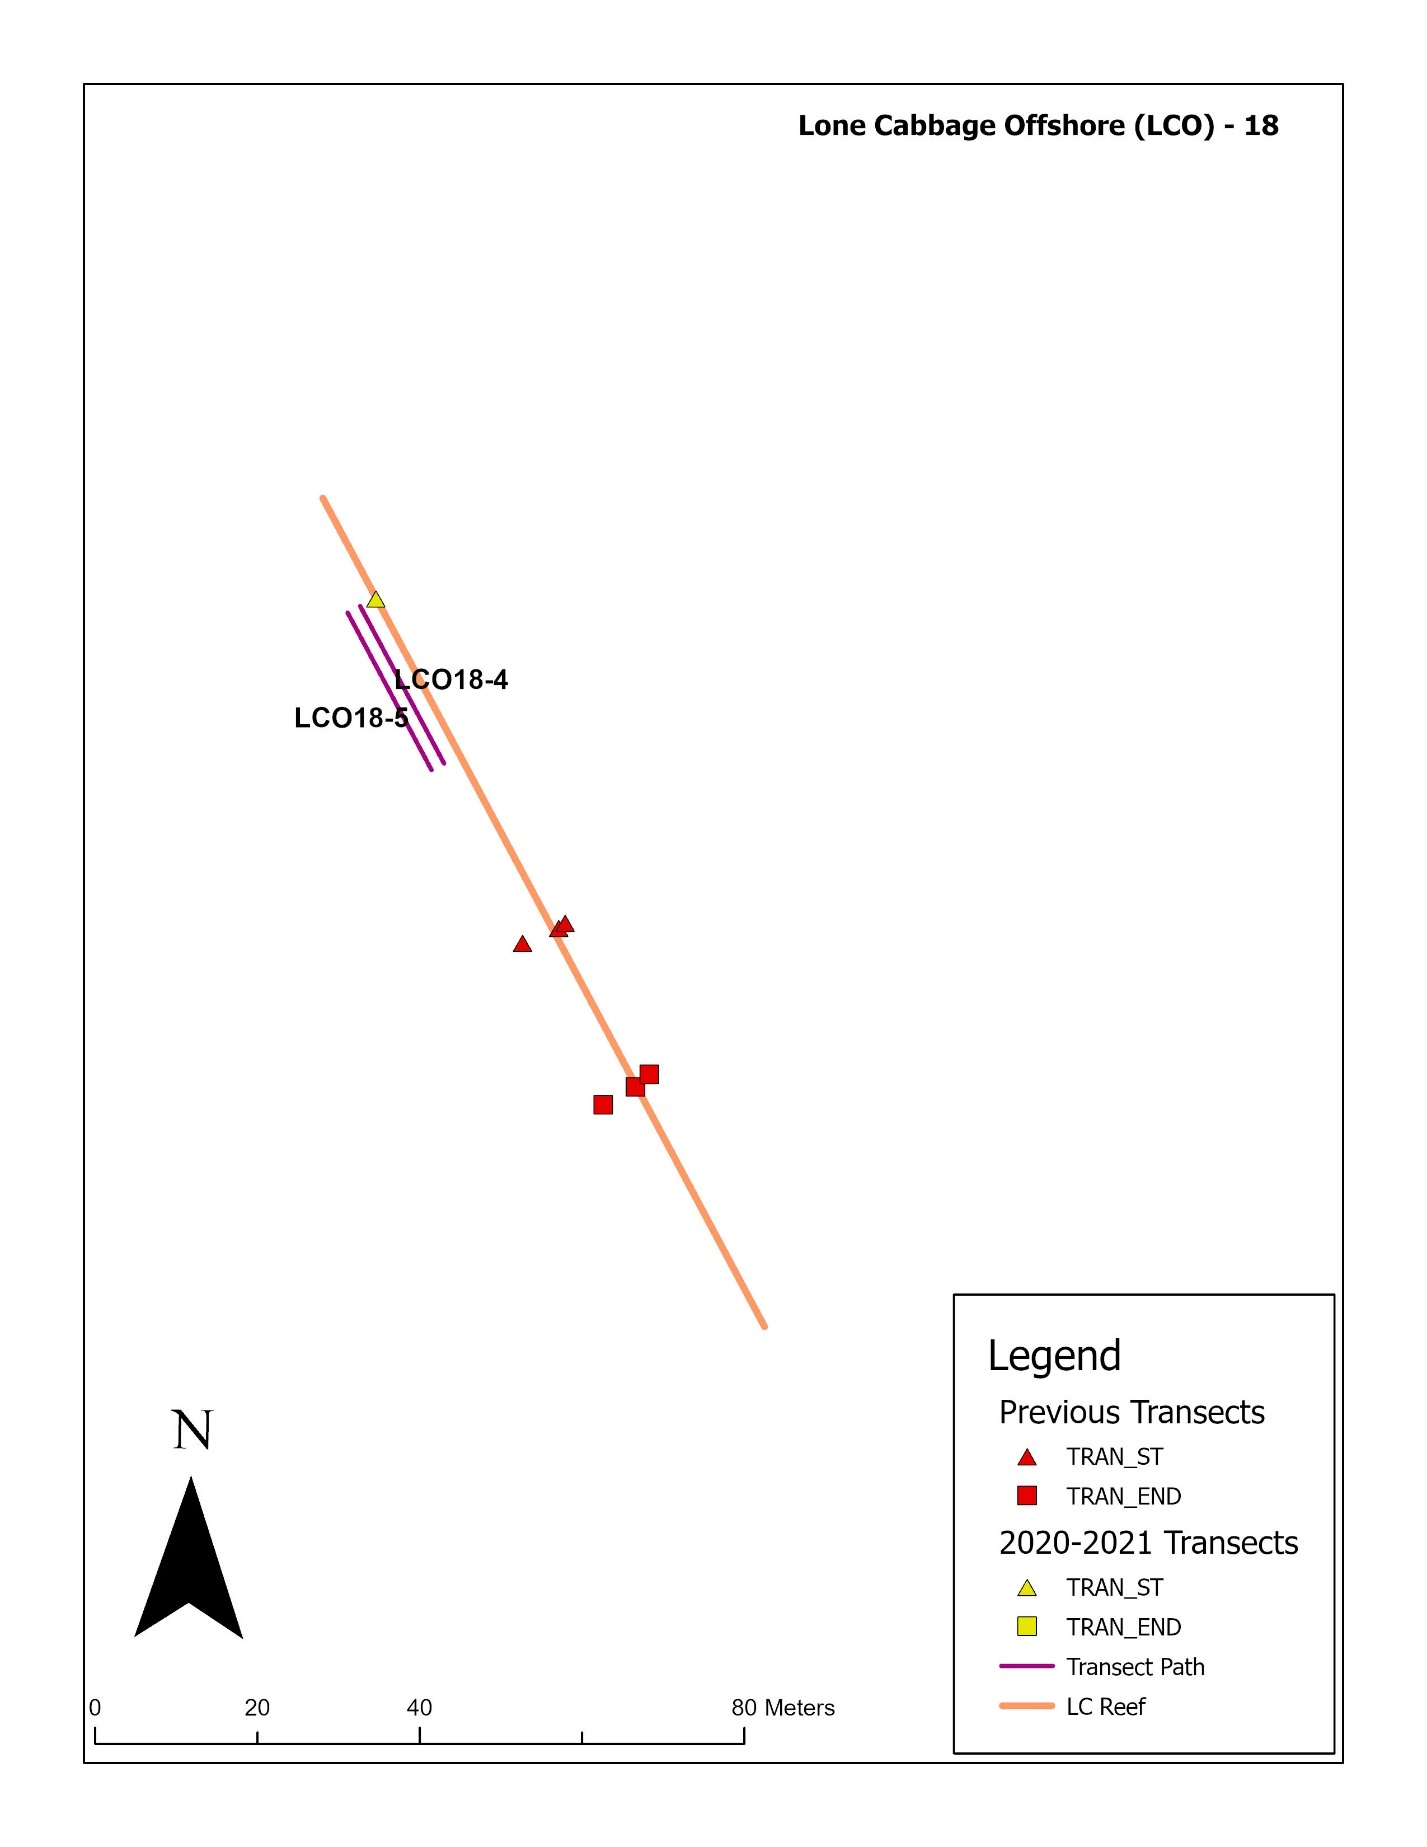 Lone Cabbage Offshore (LCO) - 18
LCO18-4
LCO18-5
Legend
Previous Transects
TRAN_ST
TRAN_END
2020-2021 Transects
TRAN_ST
TRAN_END
Transect Path
LC Reef
N
0 20 40 80 Meters